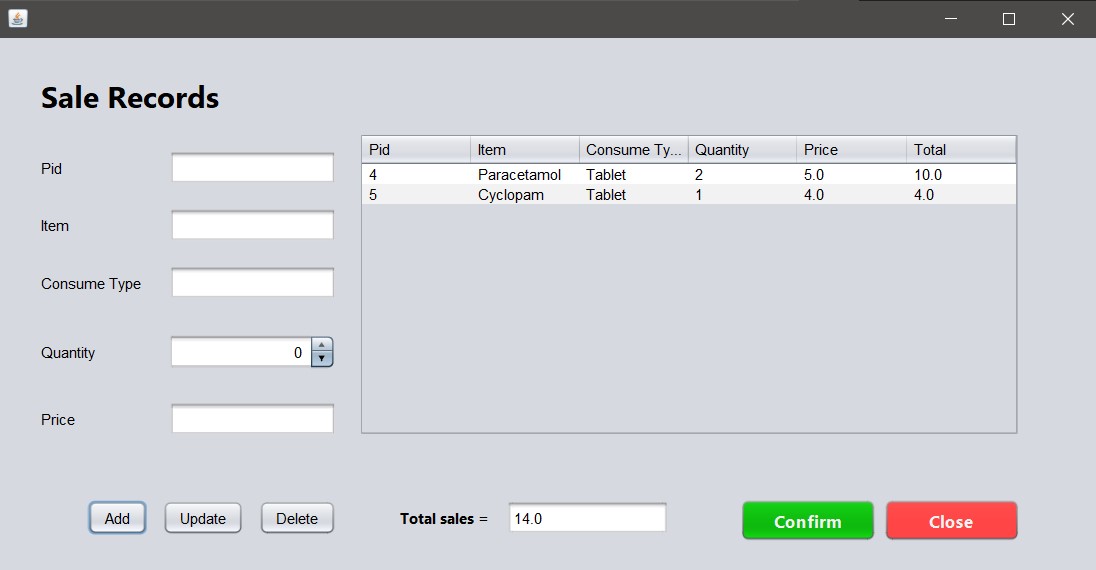 Sale Records
Pid
Item
Consume Type
Quantity 0
Price
Pid Item Consume Ty... Quantity Price Total
4 Paracetamol Tablet 2 5.0 10.0
5 Cyclopam Tablet 1 4.0 4.0
Add Update Delete Total sales = 14.0 Confirm Close